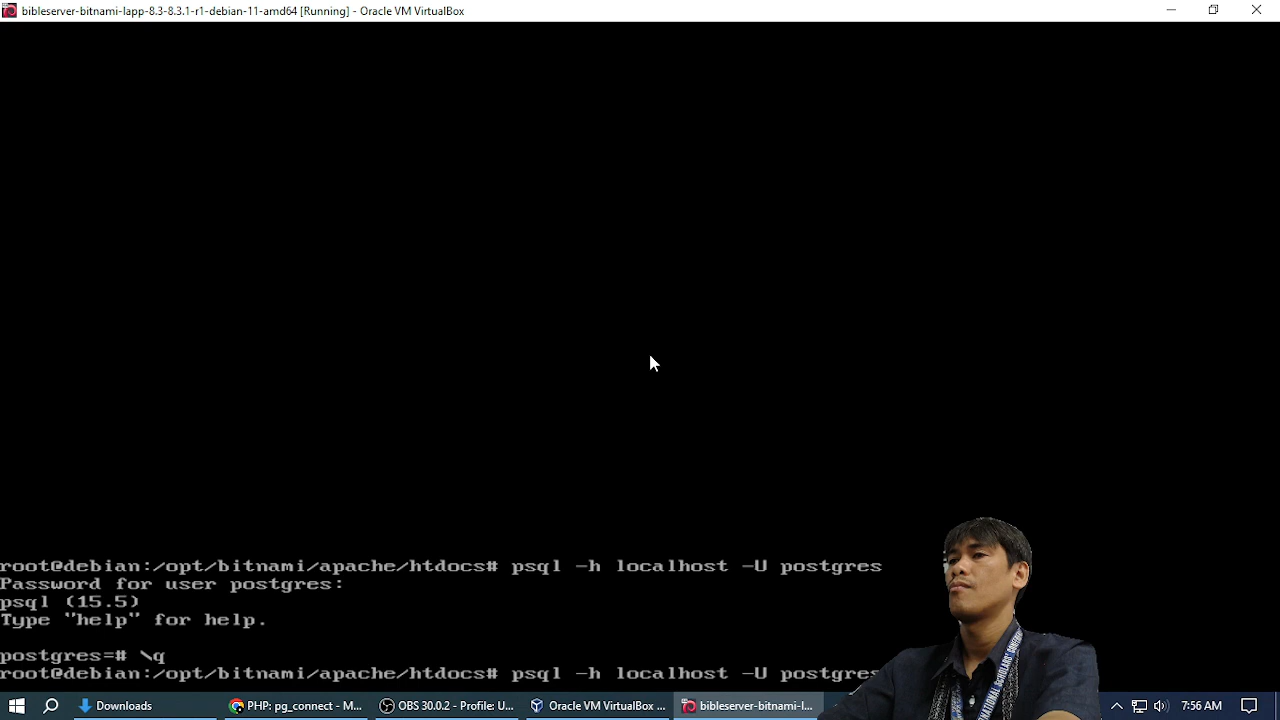 bibleserver-bitnami-lapp-8.3-8.3.1-r1-debian-11-amd64 [Running] - Oracle VM VirtualBox
root@debian:/opt/bitnami/apache/htdocs# psql -h localhost -U postgres
Password for user postgres:
psql (15.5)
Type "help" for help.
postgres=# \q
root@debian:/opt/bitnami/apache/htdocs# psql -h localhost -U postgres
Downloads
PHP: pg_connect - M...
OBS 30.0.2 - Profile: U...
Oracle VM VirtualBox ...
bibleserver-bitnami-l...
7:56 AM